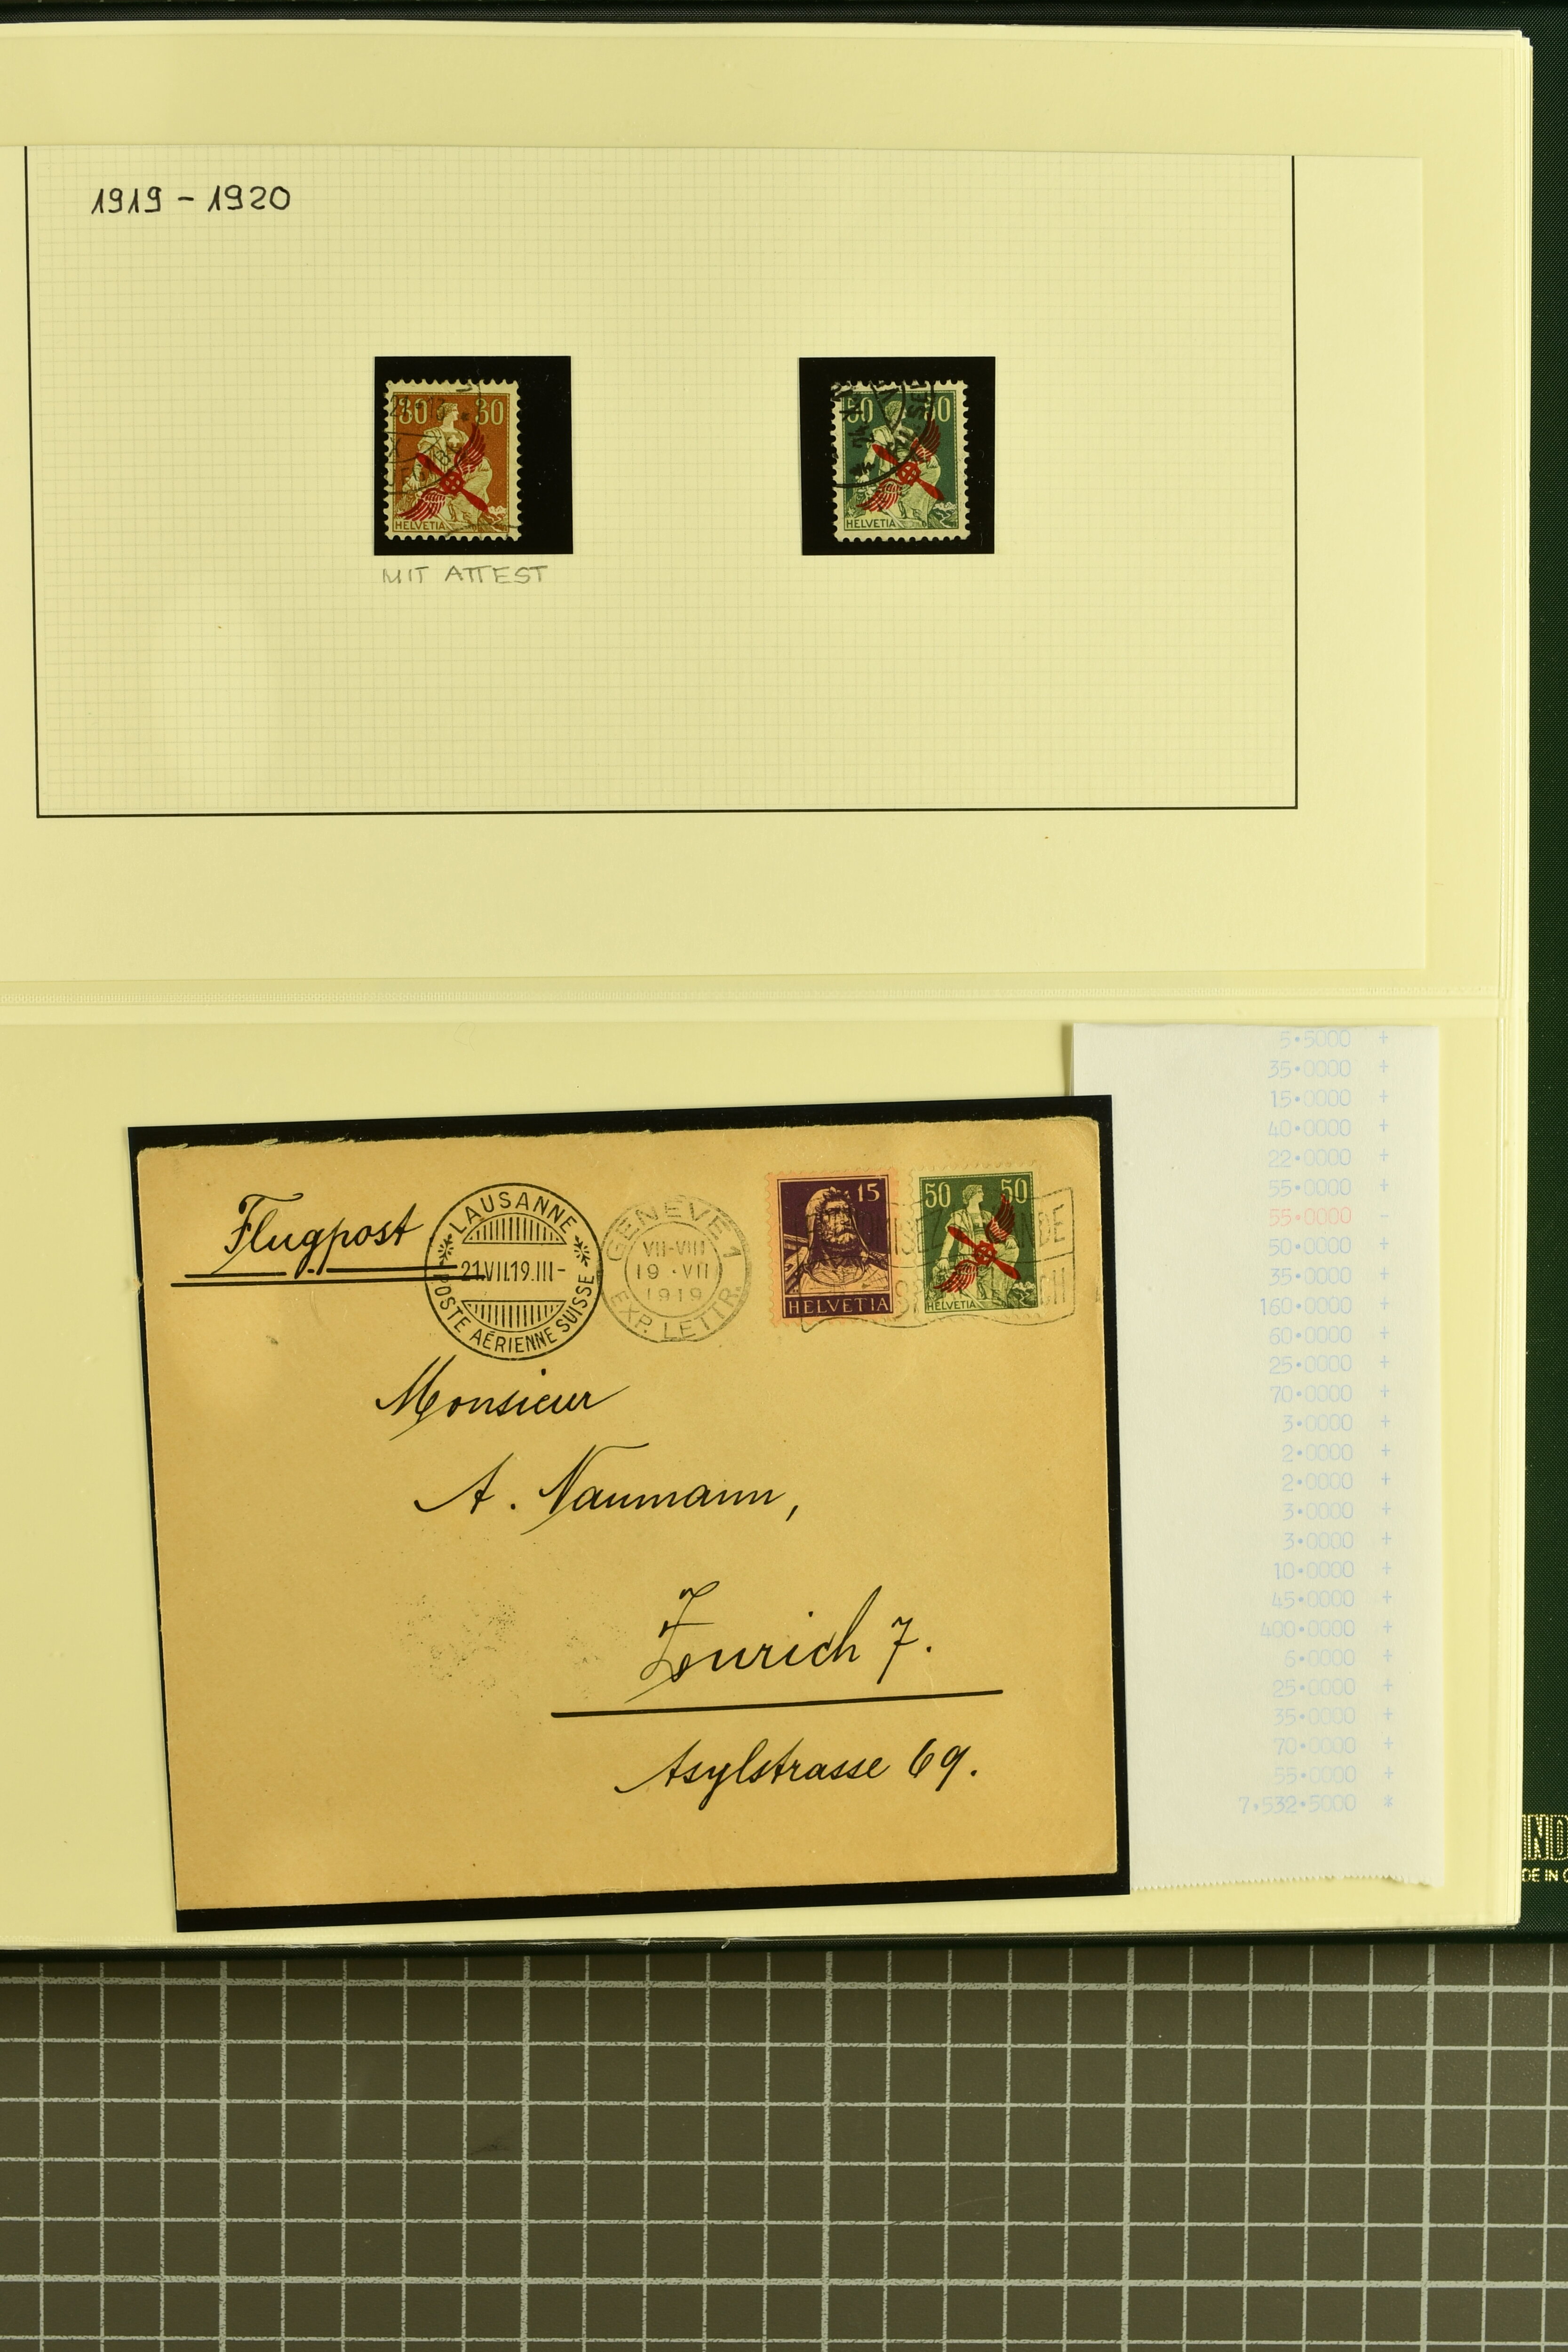 1919 - 1920
30 30
HELVETIA
50 50
HELVETIA
MIT ATTEST
Flugpost
LAUSANNE
21.VII.19.III-
POSTE AÉRIENNE SUISSE
GENÈVE 1
VII-VIII
19 · VII
1919
EXP. LETTR.
15
HELVETIA
50 50
HELVETIA
Monsieur
A. Naumann,
Zurich 7.
Asylstrasse 69.
5•5000 +
35•0000 +
15•0000 +
40•0000 +
22•0000 +
55•0000 +
55•0000 -
50•0000 +
35•0000 +
160•0000 +
60•0000 +
25•0000 +
70•0000 +
3•0000 +
2•0000 +
2•0000 +
3•0000 +
3•0000 +
10•0000 +
45•0000 +
400•0000 +
6•0000 +
25•0000 +
35•0000 +
70•0000 +
55•0000 +
7,532•5000 *